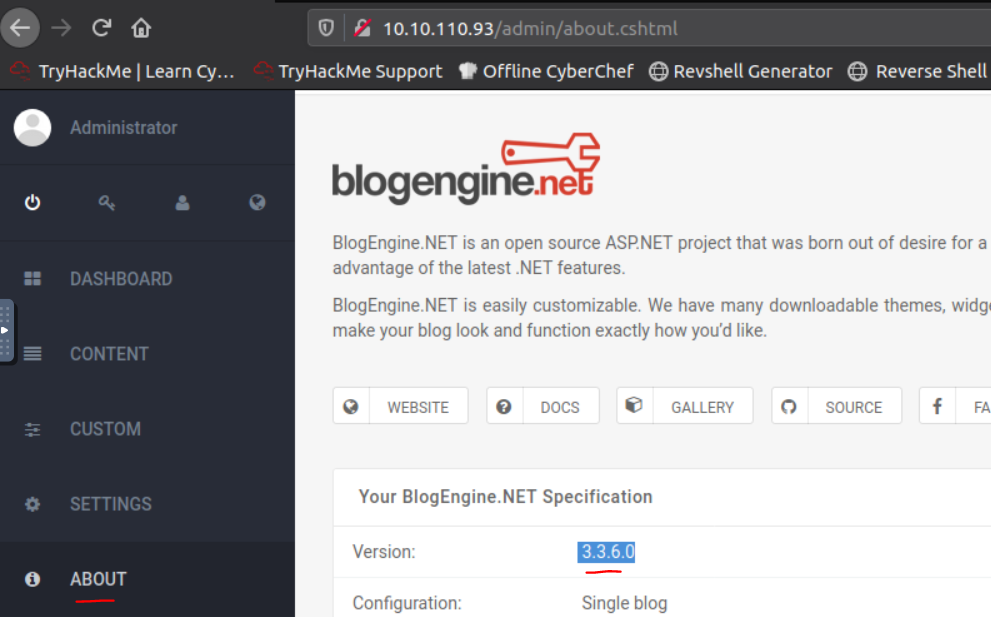 10.10.110.93/admin/about.cshtml
TryHackMe | Learn Cy... TryHackMe Support Offline CyberChef Revshell Generator Reverse Shell
Administrator
DASHBOARD
CONTENT
CUSTOM
SETTINGS
ABOUT
blogengine.net
BlogEngine.NET is an open source ASP.NET project that was born out of desire for a
advantage of the latest .NET features.
BlogEngine.NET is easily customizable. We have many downloadable themes, widge
make your blog look and function exactly how you’d like.
WEBSITE DOCS GALLERY SOURCE FA
Your BlogEngine.NET Specification
Version: 3.3.6.0
Configuration: Single blog